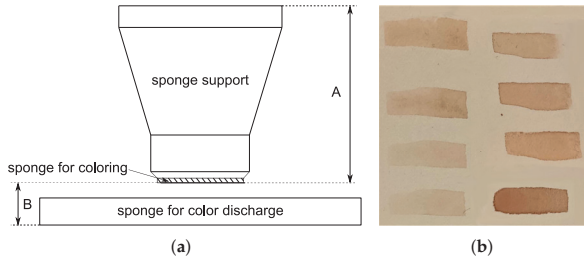 sponge support
A
sponge for coloring
B
sponge for color discharge
(a)
(b)